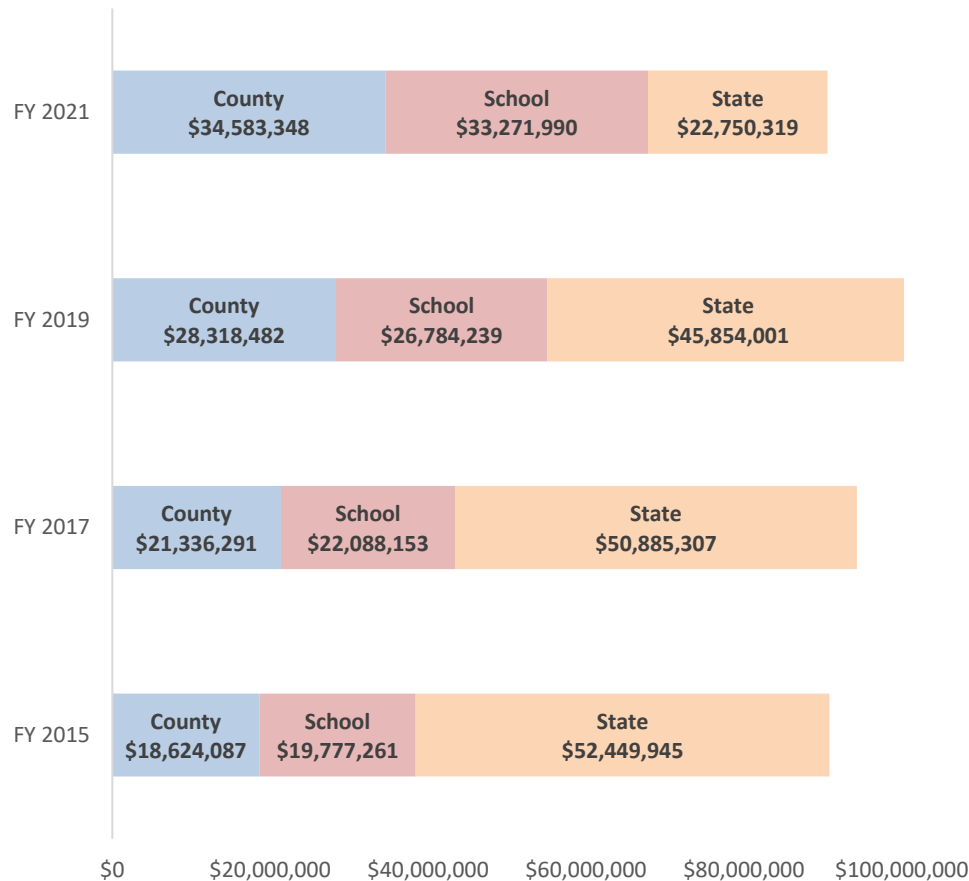 FY 2021
County
$34,583,348
School
$33,271,990
State
$22,750,319
FY 2019
County
$28,318,482
School
$26,784,239
State
$45,854,001
FY 2017
County
$21,336,291
School
$22,088,153
State
$50,885,307
FY 2015
County
$18,624,087
School
$19,777,261
State
$52,449,945
$0
$20,000,000
$40,000,000
$60,000,000
$80,000,000
$100,000,000